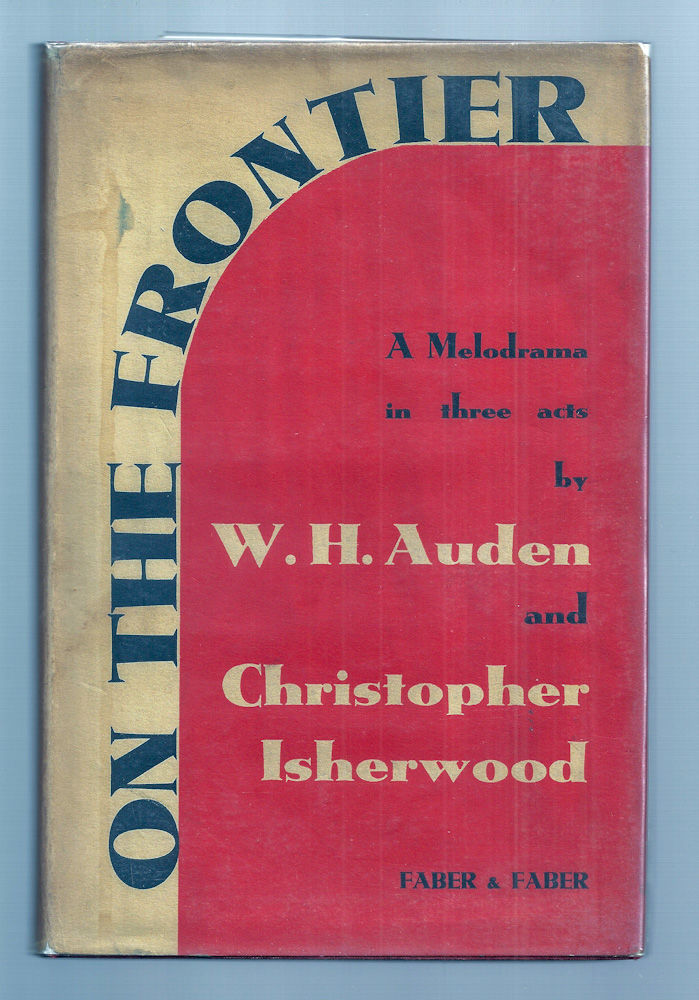 ON THE FRONTIER
A Melodrama
in three acts
by
W. H. Auden
and
Christopher
Isherwood
FABER & FABER